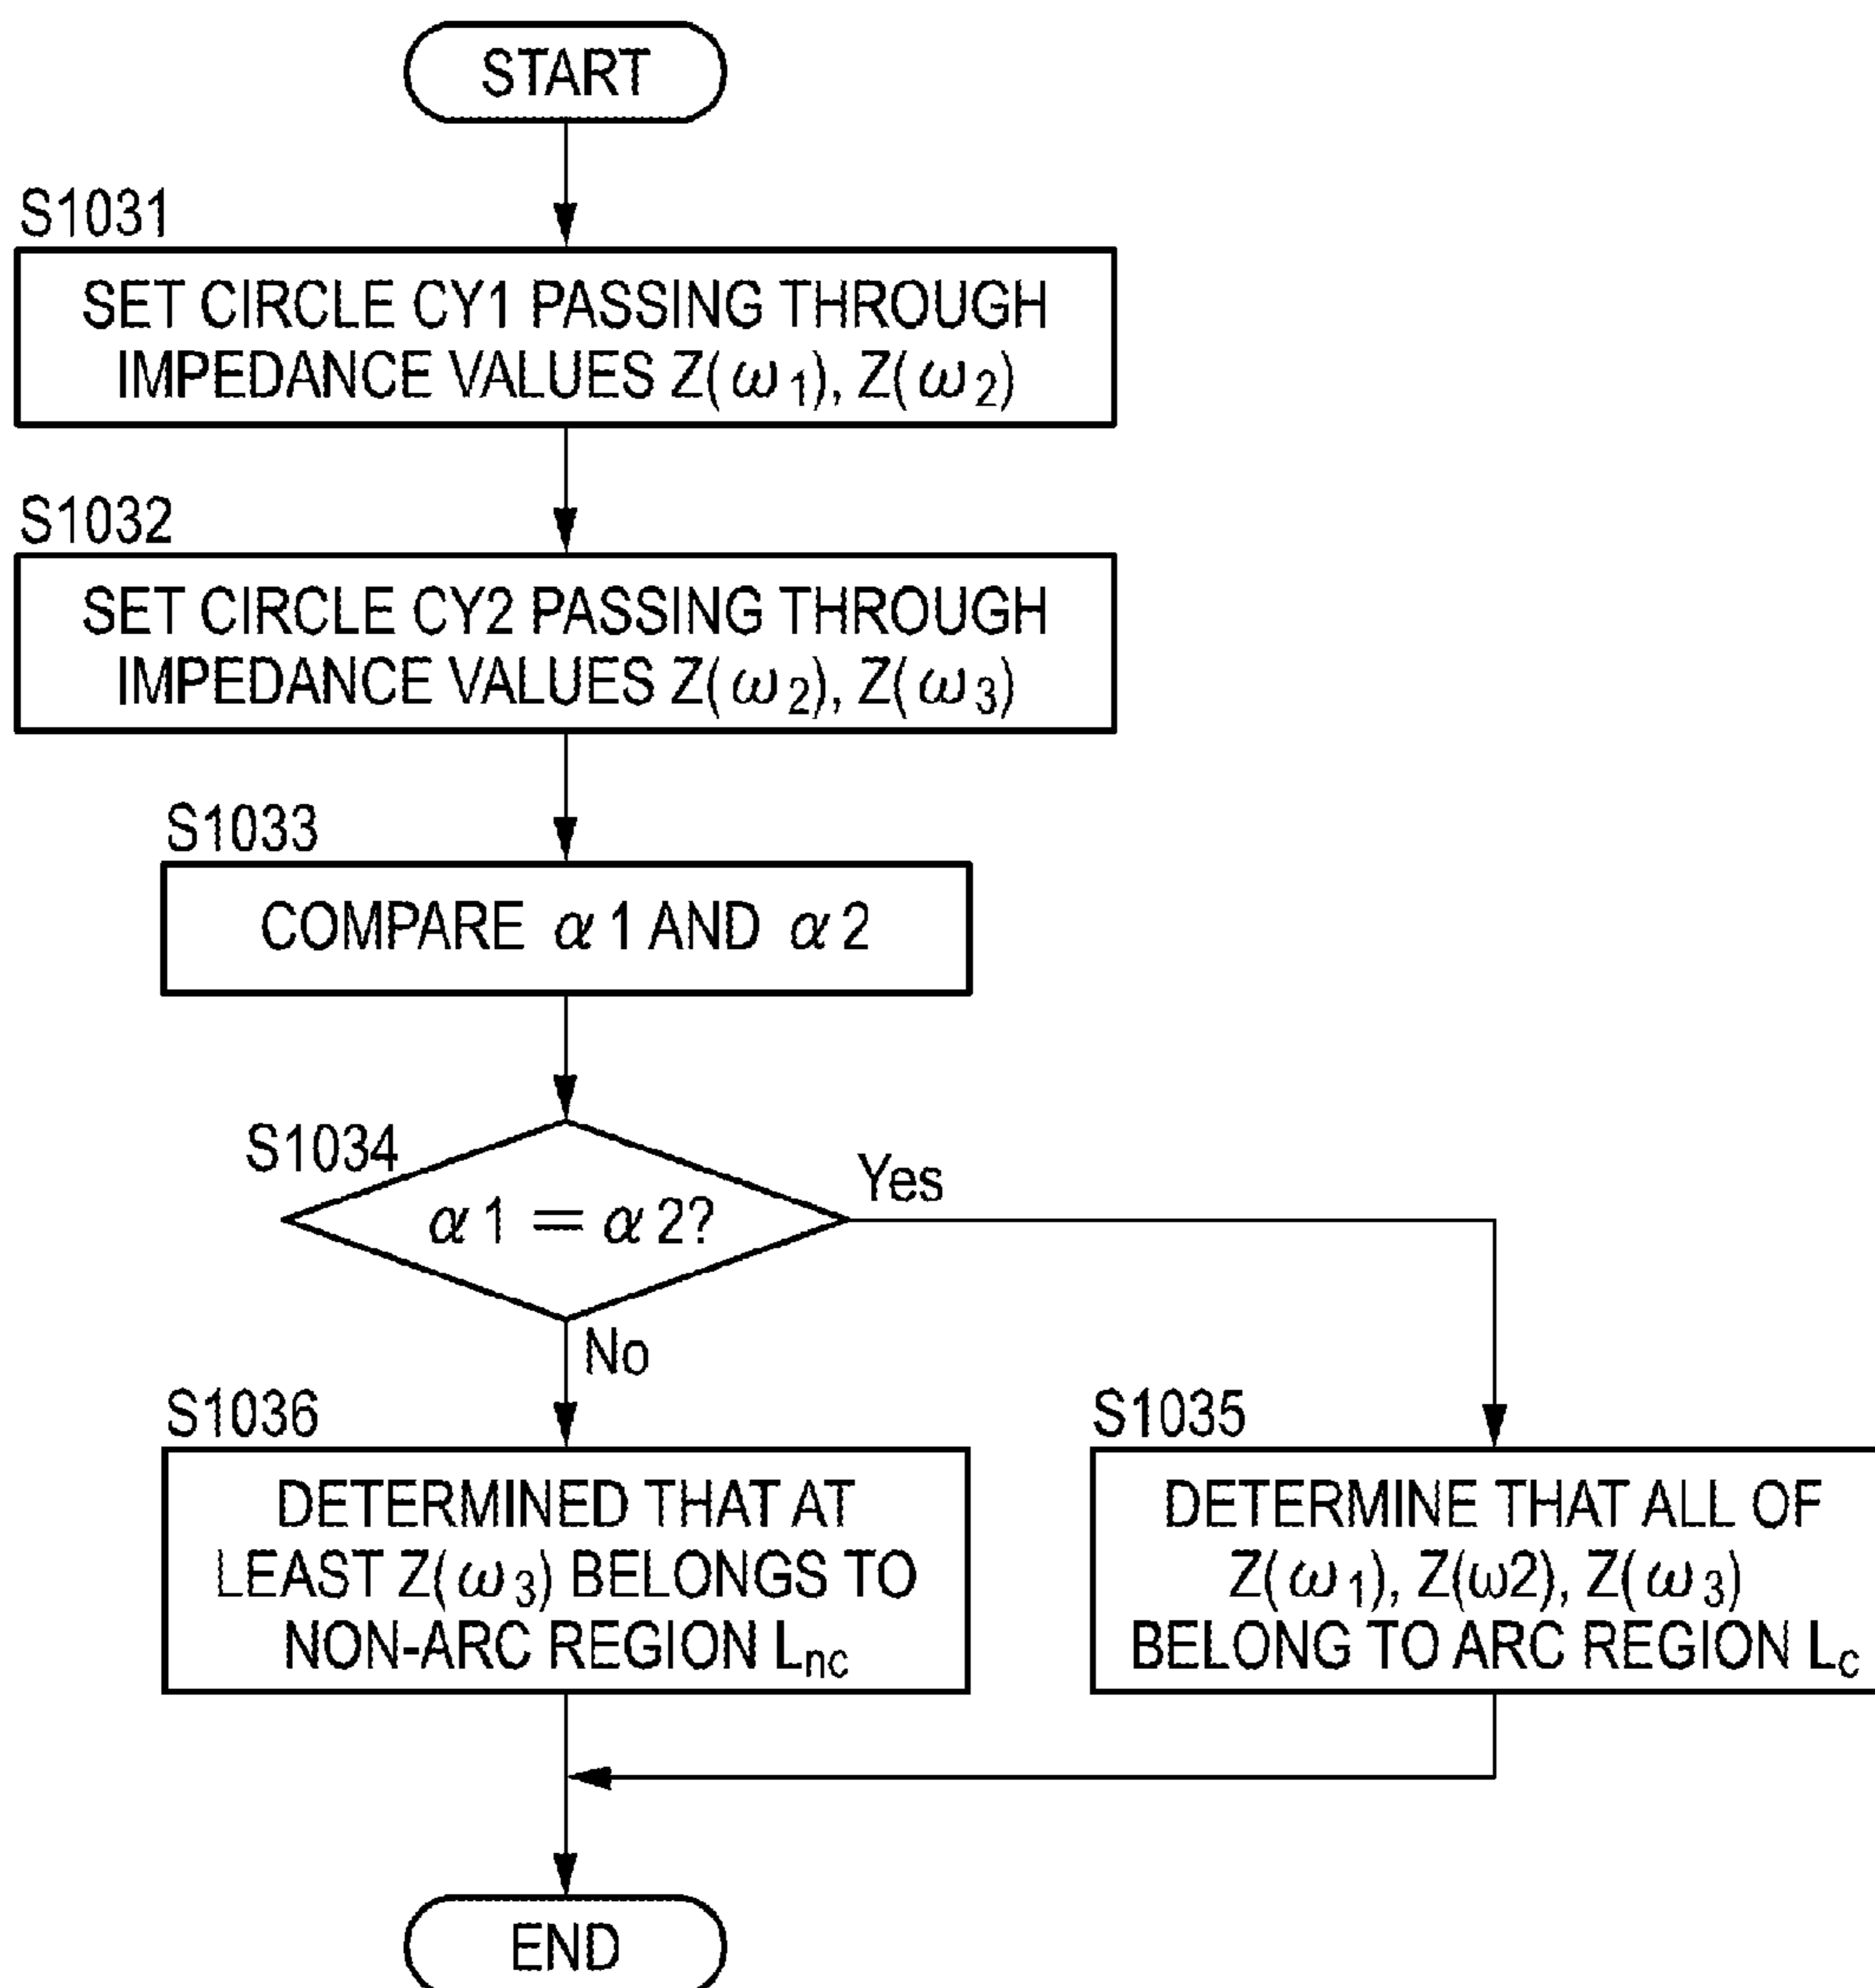 START
S1031
SET CIRCLE CY1 PASSING THROUGH
IMPEDANCE VALUES Z(ω₁), Z(ω₂)
S1032
SET CIRCLE CY2 PASSING THROUGH
IMPEDANCE VALUES Z(ω₂), Z(ω₃)
S1033
COMPARE α1 AND α2
S1034
α1 = α2?
Yes
No
S1036
DETERMINED THAT AT
LEAST Z(ω₃) BELONGS TO
NON-ARC REGION Lnc
S1035
DETERMINE THAT ALL OF
Z(ω₁), Z(ω2), Z(ω₃)
BELONG TO ARC REGION Lc
END